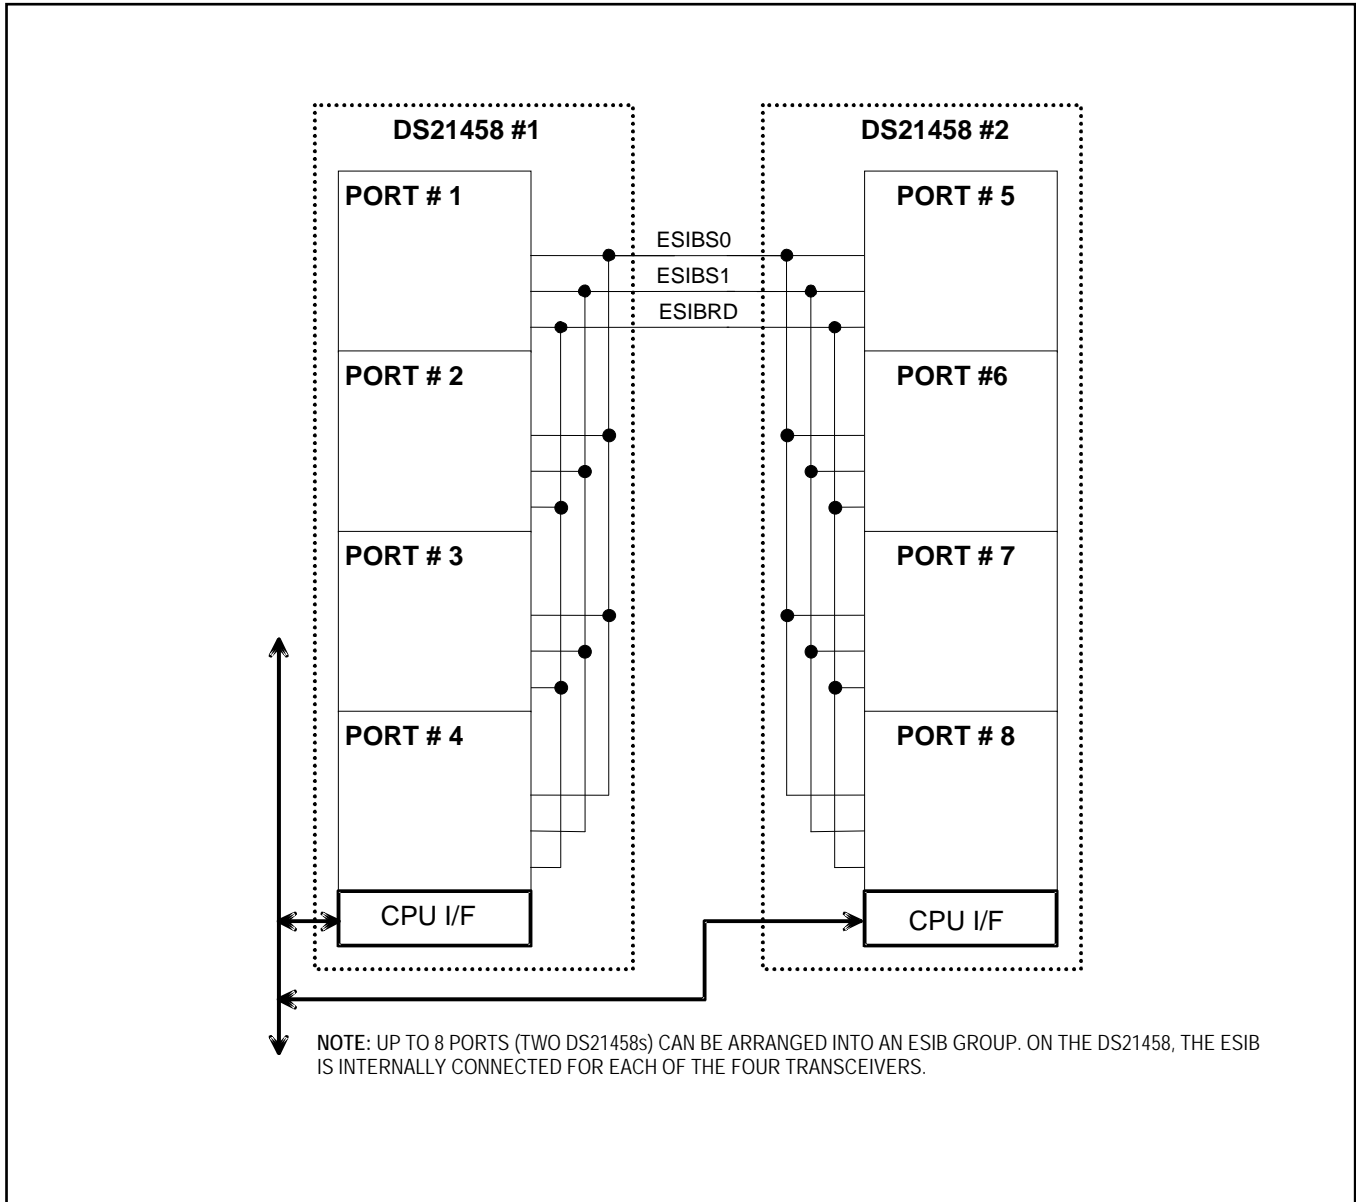 DS21458 #1
DS21458 #2
PORT # 1
PORT # 5
ESIBS0
ESIBS1
ESIBRD
PORT # 2
PORT #6
PORT # 3
PORT # 7
PORT # 4
PORT # 8
CPU I/F
CPU I/F
NOTE: UP TO 8 PORTS (TWO DS21458s) CAN BE ARRANGED INTO AN ESIB GROUP. ON THE DS21458, THE ESIB
IS INTERNALLY CONNECTED FOR EACH OF THE FOUR TRANSCEIVERS.